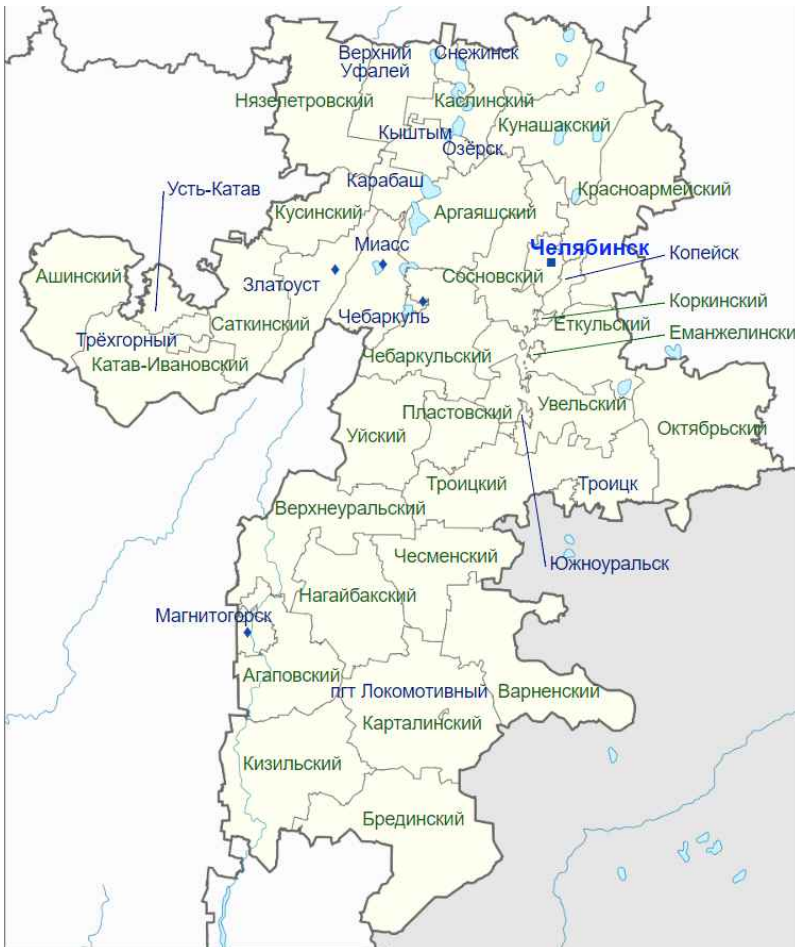 Верхний
Уфалей
Снежинск
Нязепетровский
Каслинский
Кунашакский
Кыштым
Озёрск
Карабаш
Усть-Катав
Красноармейский
Кусинский
Аргаяшский
Миасс
Челябинск
Копейск
Ашинский
Сосновский
Златоуст
Коркинский
Чебаркуль
Саткинский
Еткульский
Еманжелински
Трёхгорный
Чебаркульский
Катав-Ивановский
Увельский
Пластовский
Октябрьский
Уйский
Троицкий
Троицк
Верхнеуральский
Чесменский
Южноуральск
Нагайбакский
Магнитогорск
Агаповский
пгт Локомотивный
Варненский
Карталинский
Кизильский
Брединский